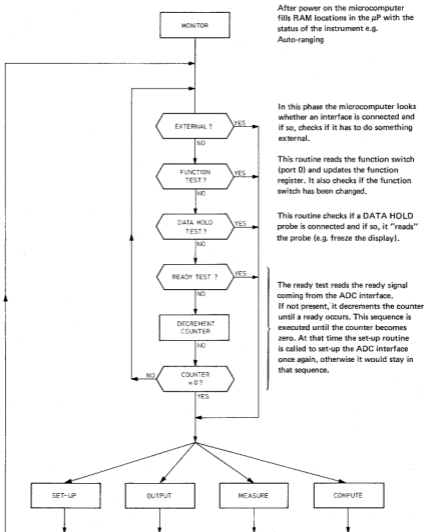 After power on the microcomputer
fills RAM locations in the µP with the
status of the instrument e.g.
Auto-ranging
MONITOR
In this phase the microcomputer looks
whether an interface is connected and
if so, checks if it has to do something
external.
EXTERNAL ?
YES
NO
This routine reads the function switch
(port 0) and updates the function
register. It also checks if the function
switch has been changed.
FUNCTION
TEST ?
YES
NO
This routine checks if a DATA HOLD
probe is connected and if so, it "reads"
the probe (e.g. freeze the display).
DATA HOLD
TEST ?
YES
NO
READY TEST ?
YES
NO
The ready test reads the ready signal
coming from the ADC interface.
If not present, it decrements the counter
until a ready occurs. This sequence is
executed until the counter becomes
zero. At that time the set-up routine
is called to set-up the ADC interface
once again, otherwise it would stay in
that sequence.
DECREMENT
COUNTER
NO
NO
COUNTER
= 0 ?
YES
SET-UP
OUTPUT
MEASURE
COMPUTE